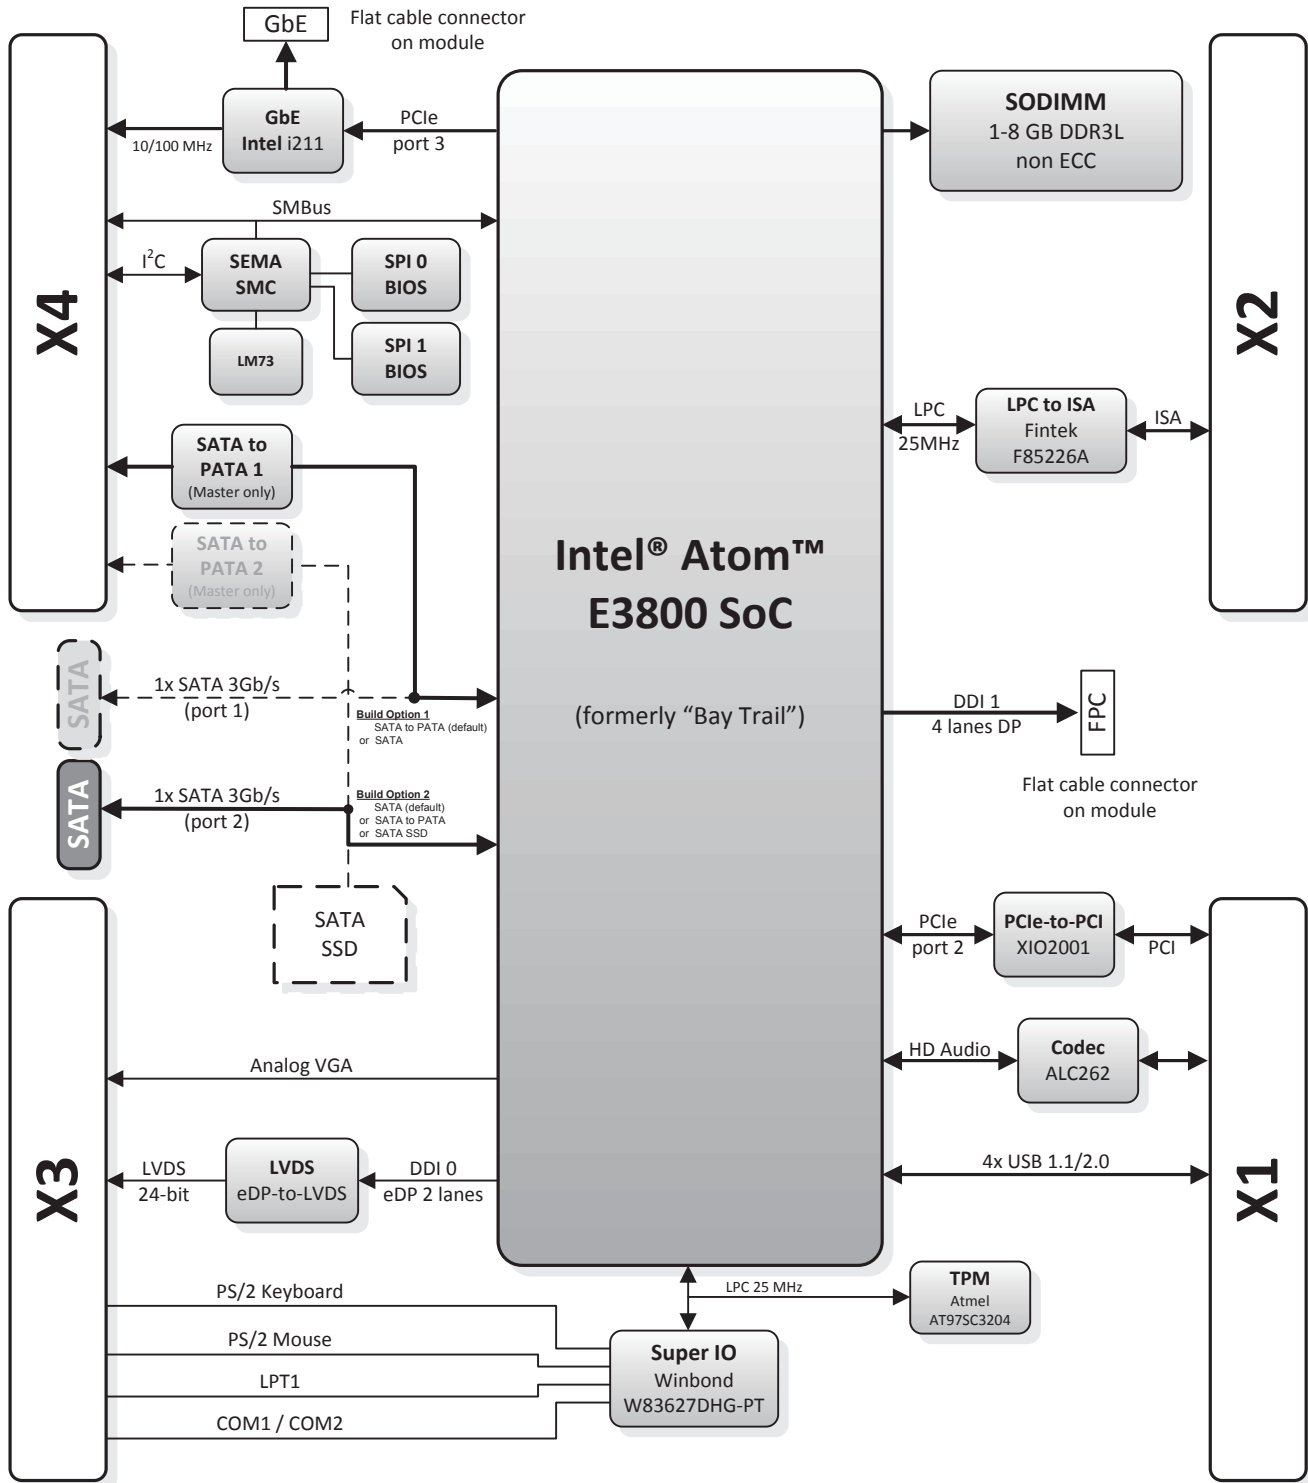 GbE
Flat cable connector
on module
GbE
Intel i211
10/100 MHz
PCIe
port 3
SODIMM
1-8 GB DDR3L
non ECC
SMBus
I²C
SEMA
SMC
SPI 0
BIOS
LM73
SPI 1
BIOS
X4
X2
LPC
25MHz
LPC to ISA
Fintek
F85226A
ISA
SATA to
PATA 1
(Master only)
SATA to
PATA 2
(Master only)
Intel® Atom™
E3800 SoC
(formerly “Bay Trail”)
SATA
1x SATA 3Gb/s
(port 1)
Build Option 1
SATA to PATA (default)
or SATA
DDI 1
4 lanes DP
FPC
Flat cable connector
on module
SATA
1x SATA 3Gb/s
(port 2)
Build Option 2
SATA (default)
or SATA to PATA
or SATA SSD
SATA
SSD
PCIe
port 2
PCIe-to-PCI
XIO2001
PCI
HD Audio
Codec
ALC262
Analog VGA
X3
X1
LVDS
24-bit
LVDS
eDP-to-LVDS
DDI 0
eDP 2 lanes
4x USB 1.1/2.0
LPC 25 MHz
TPM
Atmel
AT97SC3204
PS/2 Keyboard
PS/2 Mouse
LPT1
COM1 / COM2
Super IO
Winbond
W83627DHG-PT